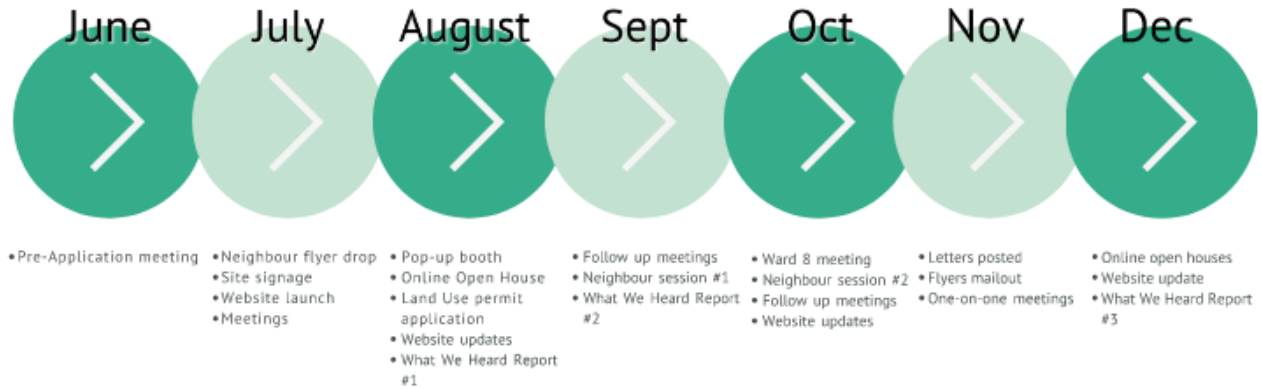 June
July
August
Sept
Oct
Nov
Dec
•Pre-Application meeting
•Neighbour flyer drop
•Site signage
•Website launch
•Meetings
• Pop-up booth
• Online Open House
• Land Use permit
application
• Website updates
• What We Heard Report
#1
• Follow up meetings
• Neighbour session #1
• What We Heard Report
#2
• Ward 8 meeting
• Neighbour session #2
• Follow up meetings
• Website updates
• Letters posted
• Flyers mailout
• One-on-one meetings
• Online open houses
• Website update
• What We Heard Report
#3